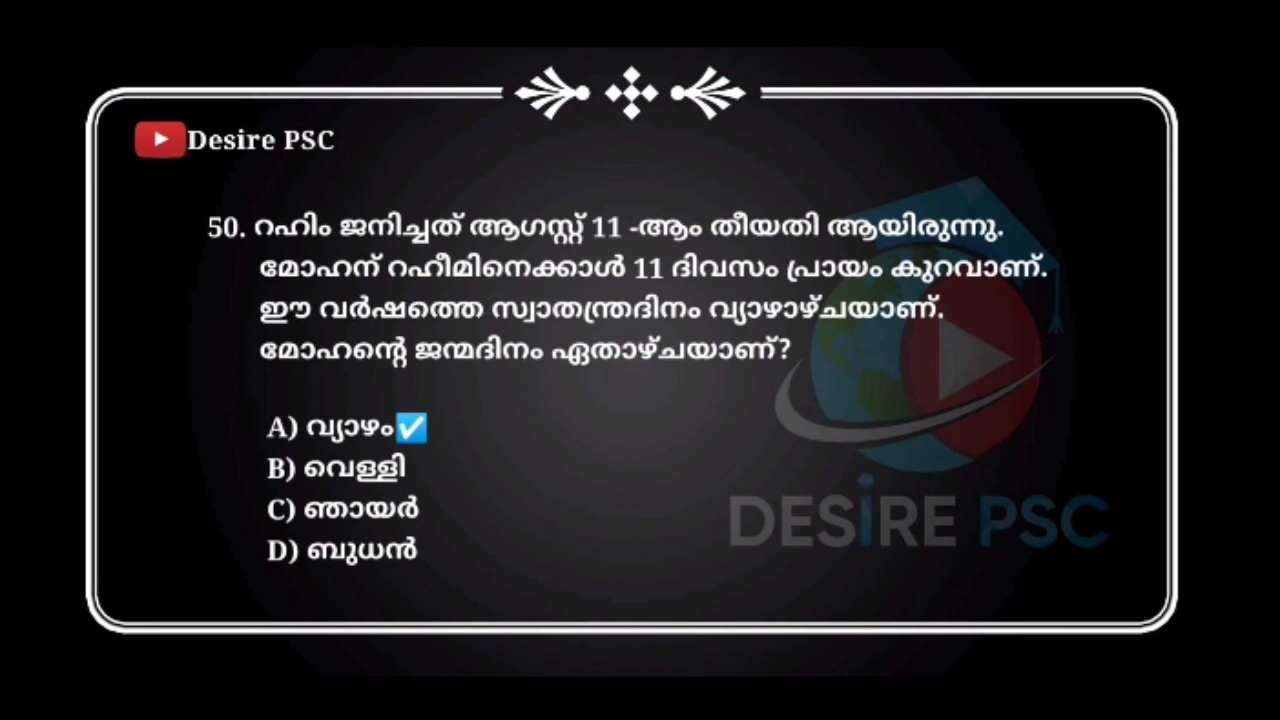 Desire PSC
50. റഹിം ജനിച്ചത് ആഗസ്റ്റ് 11 -ആം തീയതി ആയിരുന്നു.
മോഹന് റഹീമിനെക്കാൾ 11 ദിവസം പ്രായം കുറവാണ്.
ഈ വർഷത്തെ സ്വാതന്ത്രദിനം വ്യാഴാഴ്ചയാണ്.
മോഹന്റെ ജന്മദിനം ഏതാഴ്ചയാണ്?
A) വ്യാഴം✅
B) വെള്ളി
C) ഞായർ
D) ബുധൻ
DESiRE PSC